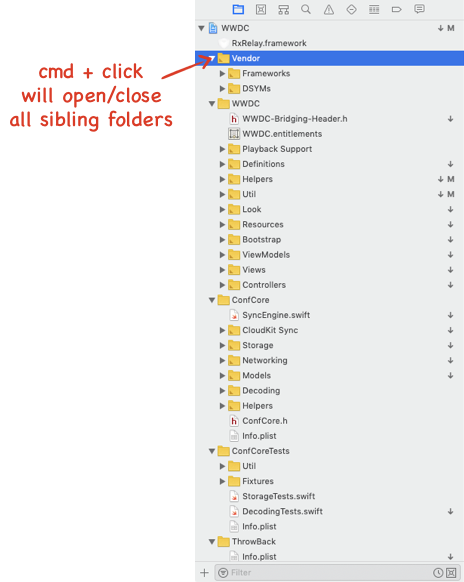 cmd + click
will open/close
all sibling folders
WWDC M
RxRelay.framework
Vendor
Frameworks
DSYMs
WWDC
h WWDC-Bridging-Header.h
WWDC.entitlements
Playback Support
Definitions
Helpers M
Util M
Look
Resources
Bootstrap
ViewModels
Views
Controllers
ConfCore
SyncEngine.swift
CloudKit Sync
Storage
Networking
Models
Decoding
Helpers
h ConfCore.h
Info.plist
ConfCoreTests
Util
Fixtures
StorageTests.swift
DecodingTests.swift
Info.plist
ThrowBack
Info.plist
Filter